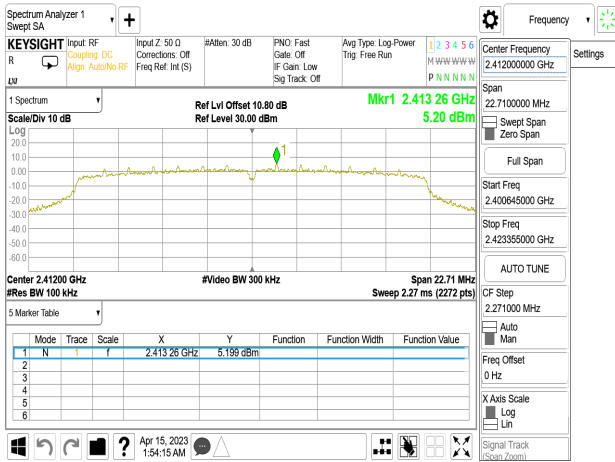 Spectrum Analyzer 1
Swept SA
Frequency
KEYSIGHT
Input: RF
Input Z: 50 Ω
#Atten: 30 dB
PNO: Fast
Avg Type: Log-Power
1 2 3 4 5 6
R
Coupling: DC
Corrections: Off
Gate: Off
Trig: Free Run
M W W W W W
Align: Auto/No RF
Freq Ref: Int (S)
IF Gain: Low
Sig Track: Off
P N N N N N
LXI
Center Frequency
2.412000000 GHz
Settings
Span
22.7100000 MHz
Swept Span
Zero Span
Full Span
Start Freq
2.400645000 GHz
Stop Freq
2.423355000 GHz
AUTO TUNE
CF Step
2.271000 MHz
Auto
Man
Freq Offset
0 Hz
X Axis Scale
Log
Lin
Signal Track
(Span Zoom)
1 Spectrum
Ref Lvl Offset 10.80 dB
Mkr1 2.413 26 GHz
Scale/Div 10 dB
Ref Level 30.00 dBm
5.20 dBm
Log
20.0
10.0
0.00
-10.0
-20.0
-30.0
-40.0
-50.0
-60.0
1
Center 2.41200 GHz
#Video BW 300 kHz
Span 22.71 MHz
#Res BW 100 kHz
Sweep 2.27 ms (2272 pts)
5 Marker Table
Mode Trace Scale X Y Function Function Width Function Value
1 N 1 f 2.413 26 GHz 5.199 dBm
2
3
4
5
6
?
Apr 15, 2023
1:54:15 AM